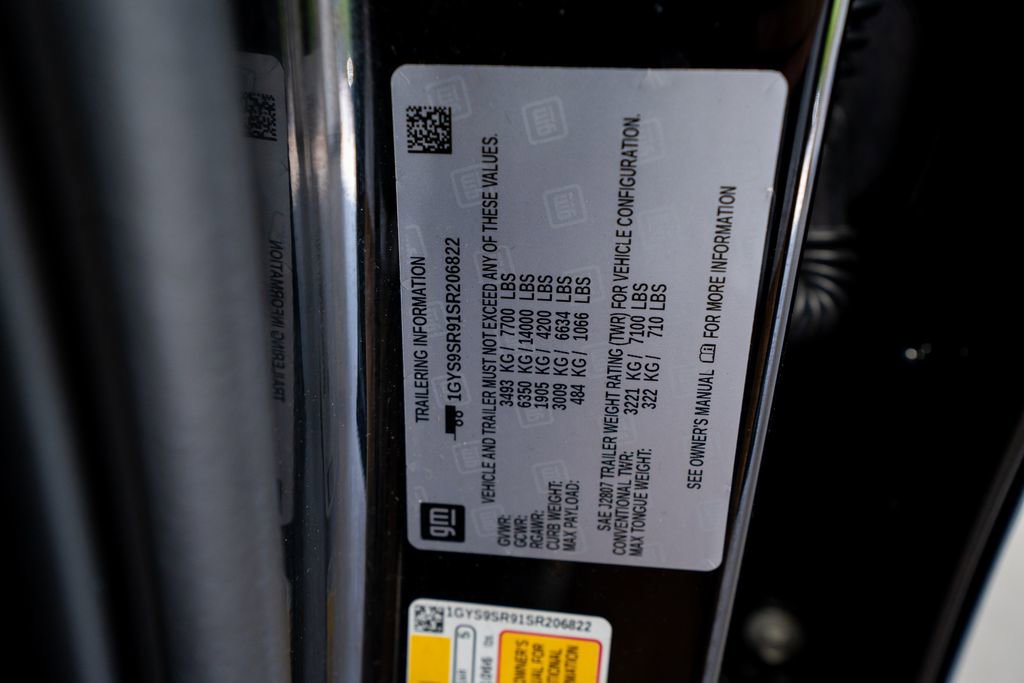 TRAILERING INFORMATION
1GYS9SR91SR206822
VEHICLE AND TRAILER MUST NOT EXCEED ANY OF THESE VALUES.
GVWR: 3493 KG / 7700 LBS
GCWR: 6350 KG / 14000 LBS
RGAWR: 1905 KG / 4200 LBS
CURB WEIGHT: 3009 KG / 6634 LBS
MAX PAYLOAD: 484 KG / 1066 LBS
SAE J2807 TRAILER WEIGHT RATING (TWR) FOR VEHICLE CONFIGURATION.
CONVENTIONAL TWR: 3221 KG / 7100 LBS
MAX TONGUE WEIGHT: 322 KG / 710 LBS
SEE OWNER'S MANUAL FOR MORE INFORMATION
gm
1GYS9SR91SR206822
5
1066
OWNER'S